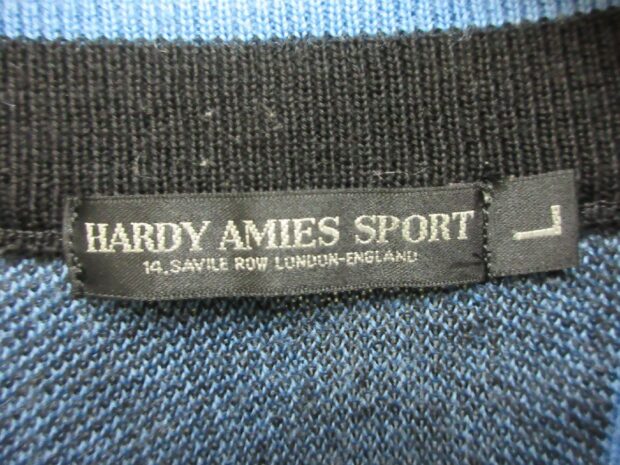 HARDY AMIES SPORT
14.SAVILE ROW LONDON-ENGLAND
L